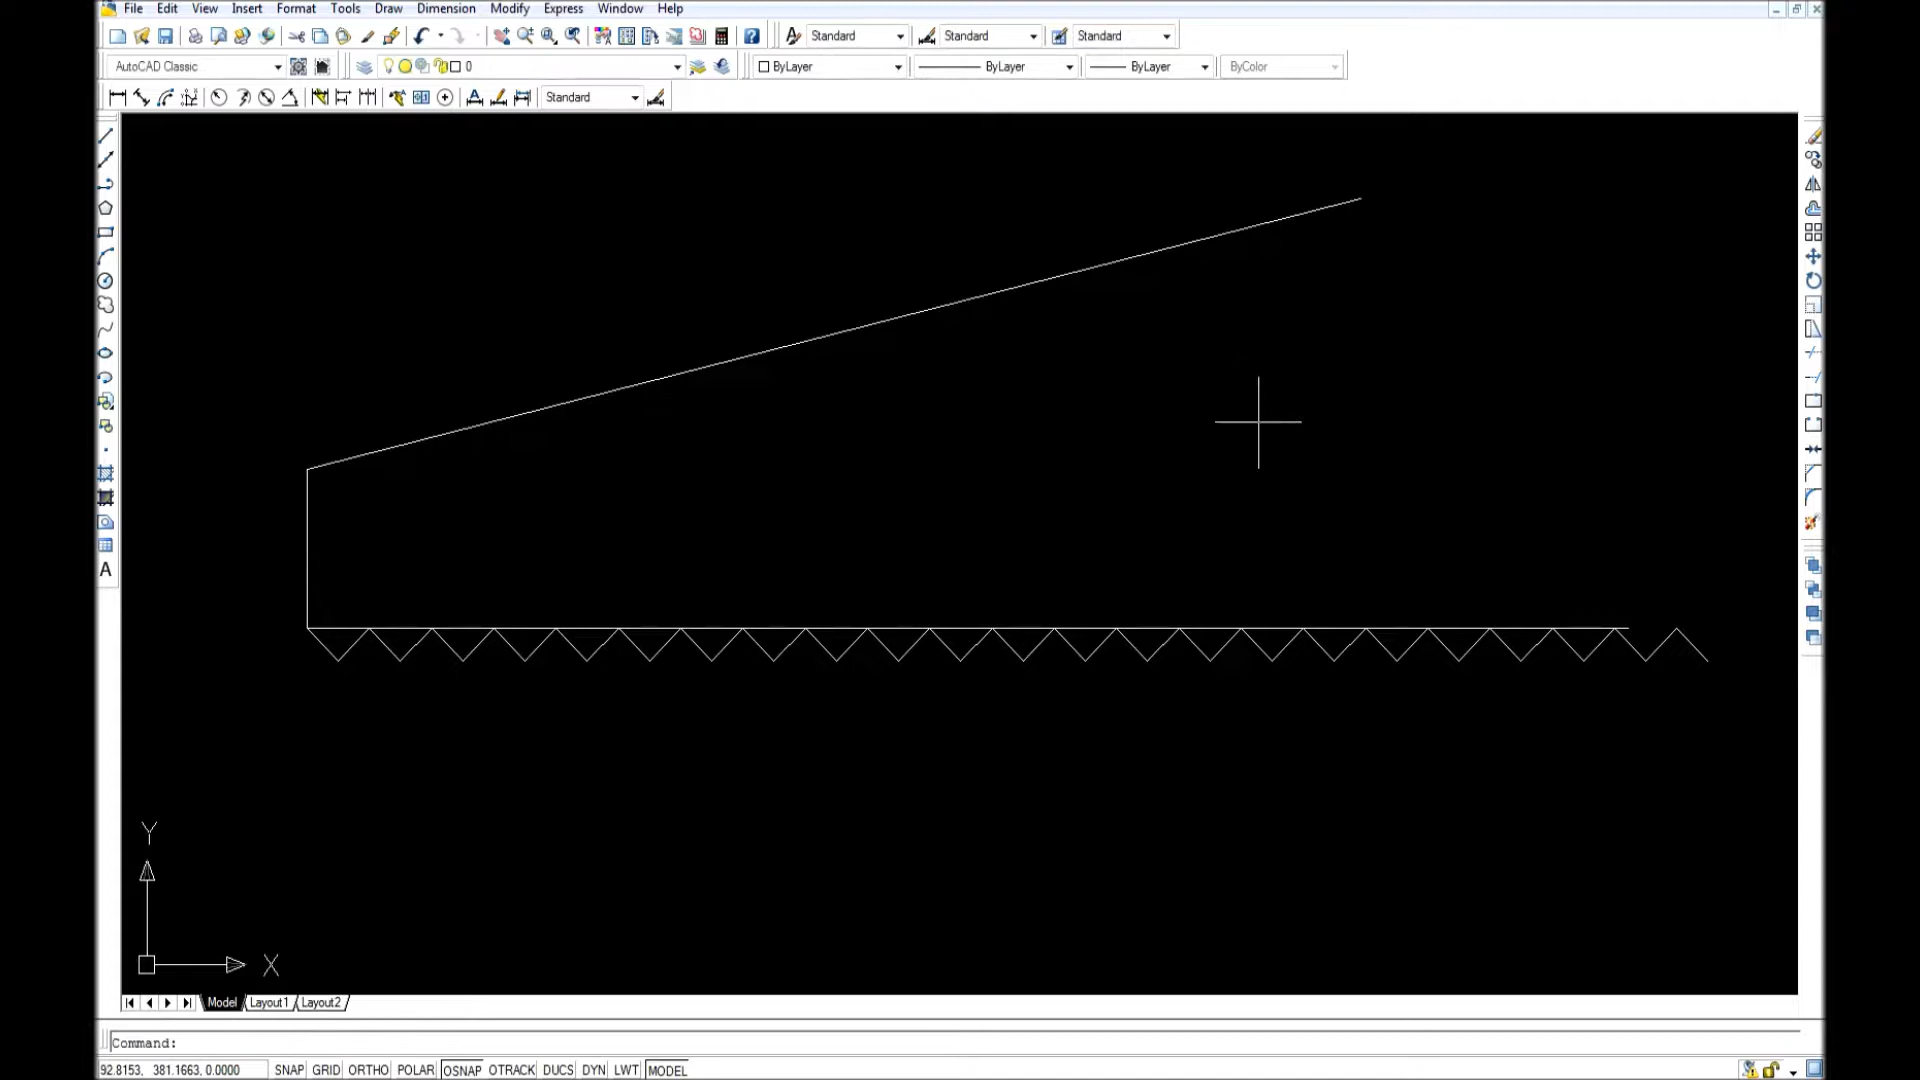 File Edit View Insert Format Tools Draw Dimension Modify Express Window Help
Standard Standard Standard
AutoCAD Classic 0 ByLayer ByLayer ByLayer ByColor
Standard
A
Y
X
Model Layout1 Layout2
Command:
92.8153, 381.1663, 0.0000 SNAP GRID ORTHO POLAR OSNAP OTRACK DUCS DYN LWT MODEL